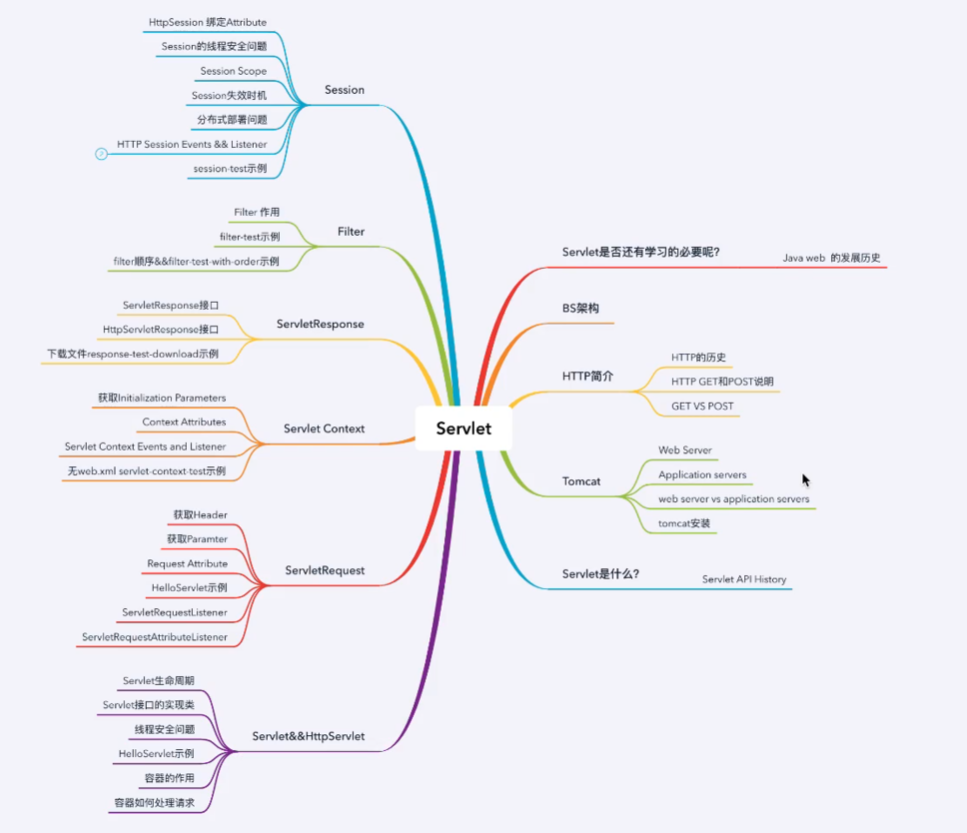 Servlet
Servlet是否还有学习的必要呢?
Java web 的发展历史
BS架构
HTTP简介
HTTP的历史
HTTP GET和POST说明
GET VS POST
Tomcat
Web Server
Application servers
web server vs application servers
tomcat安装
Servlet是什么?
Servlet API History
Session
HttpSession 绑定Attribute
Session的线程安全问题
Session Scope
Session失效时机
分布式部署问题
HTTP Session Events && Listener
session-test示例
Filter
Filter 作用
filter-test示例
filter顺序&&filter-test-with-order示例
ServletResponse
ServletResponse接口
HttpServletResponse接口
下载文件response-test-download示例
Servlet Context
获取Initialization Parameters
Context Attributes
Servlet Context Events and Listener
无web.xml servlet-context-test示例
ServletRequest
获取Header
获取Paramter
Request Attribute
HelloServlet示例
ServletRequestListener
ServletRequestAttributeListener
Servlet&&HttpServlet
Servlet生命周期
Servlet接口的实现类
线程安全问题
HelloServlet示例
容器的作用
容器如何处理请求